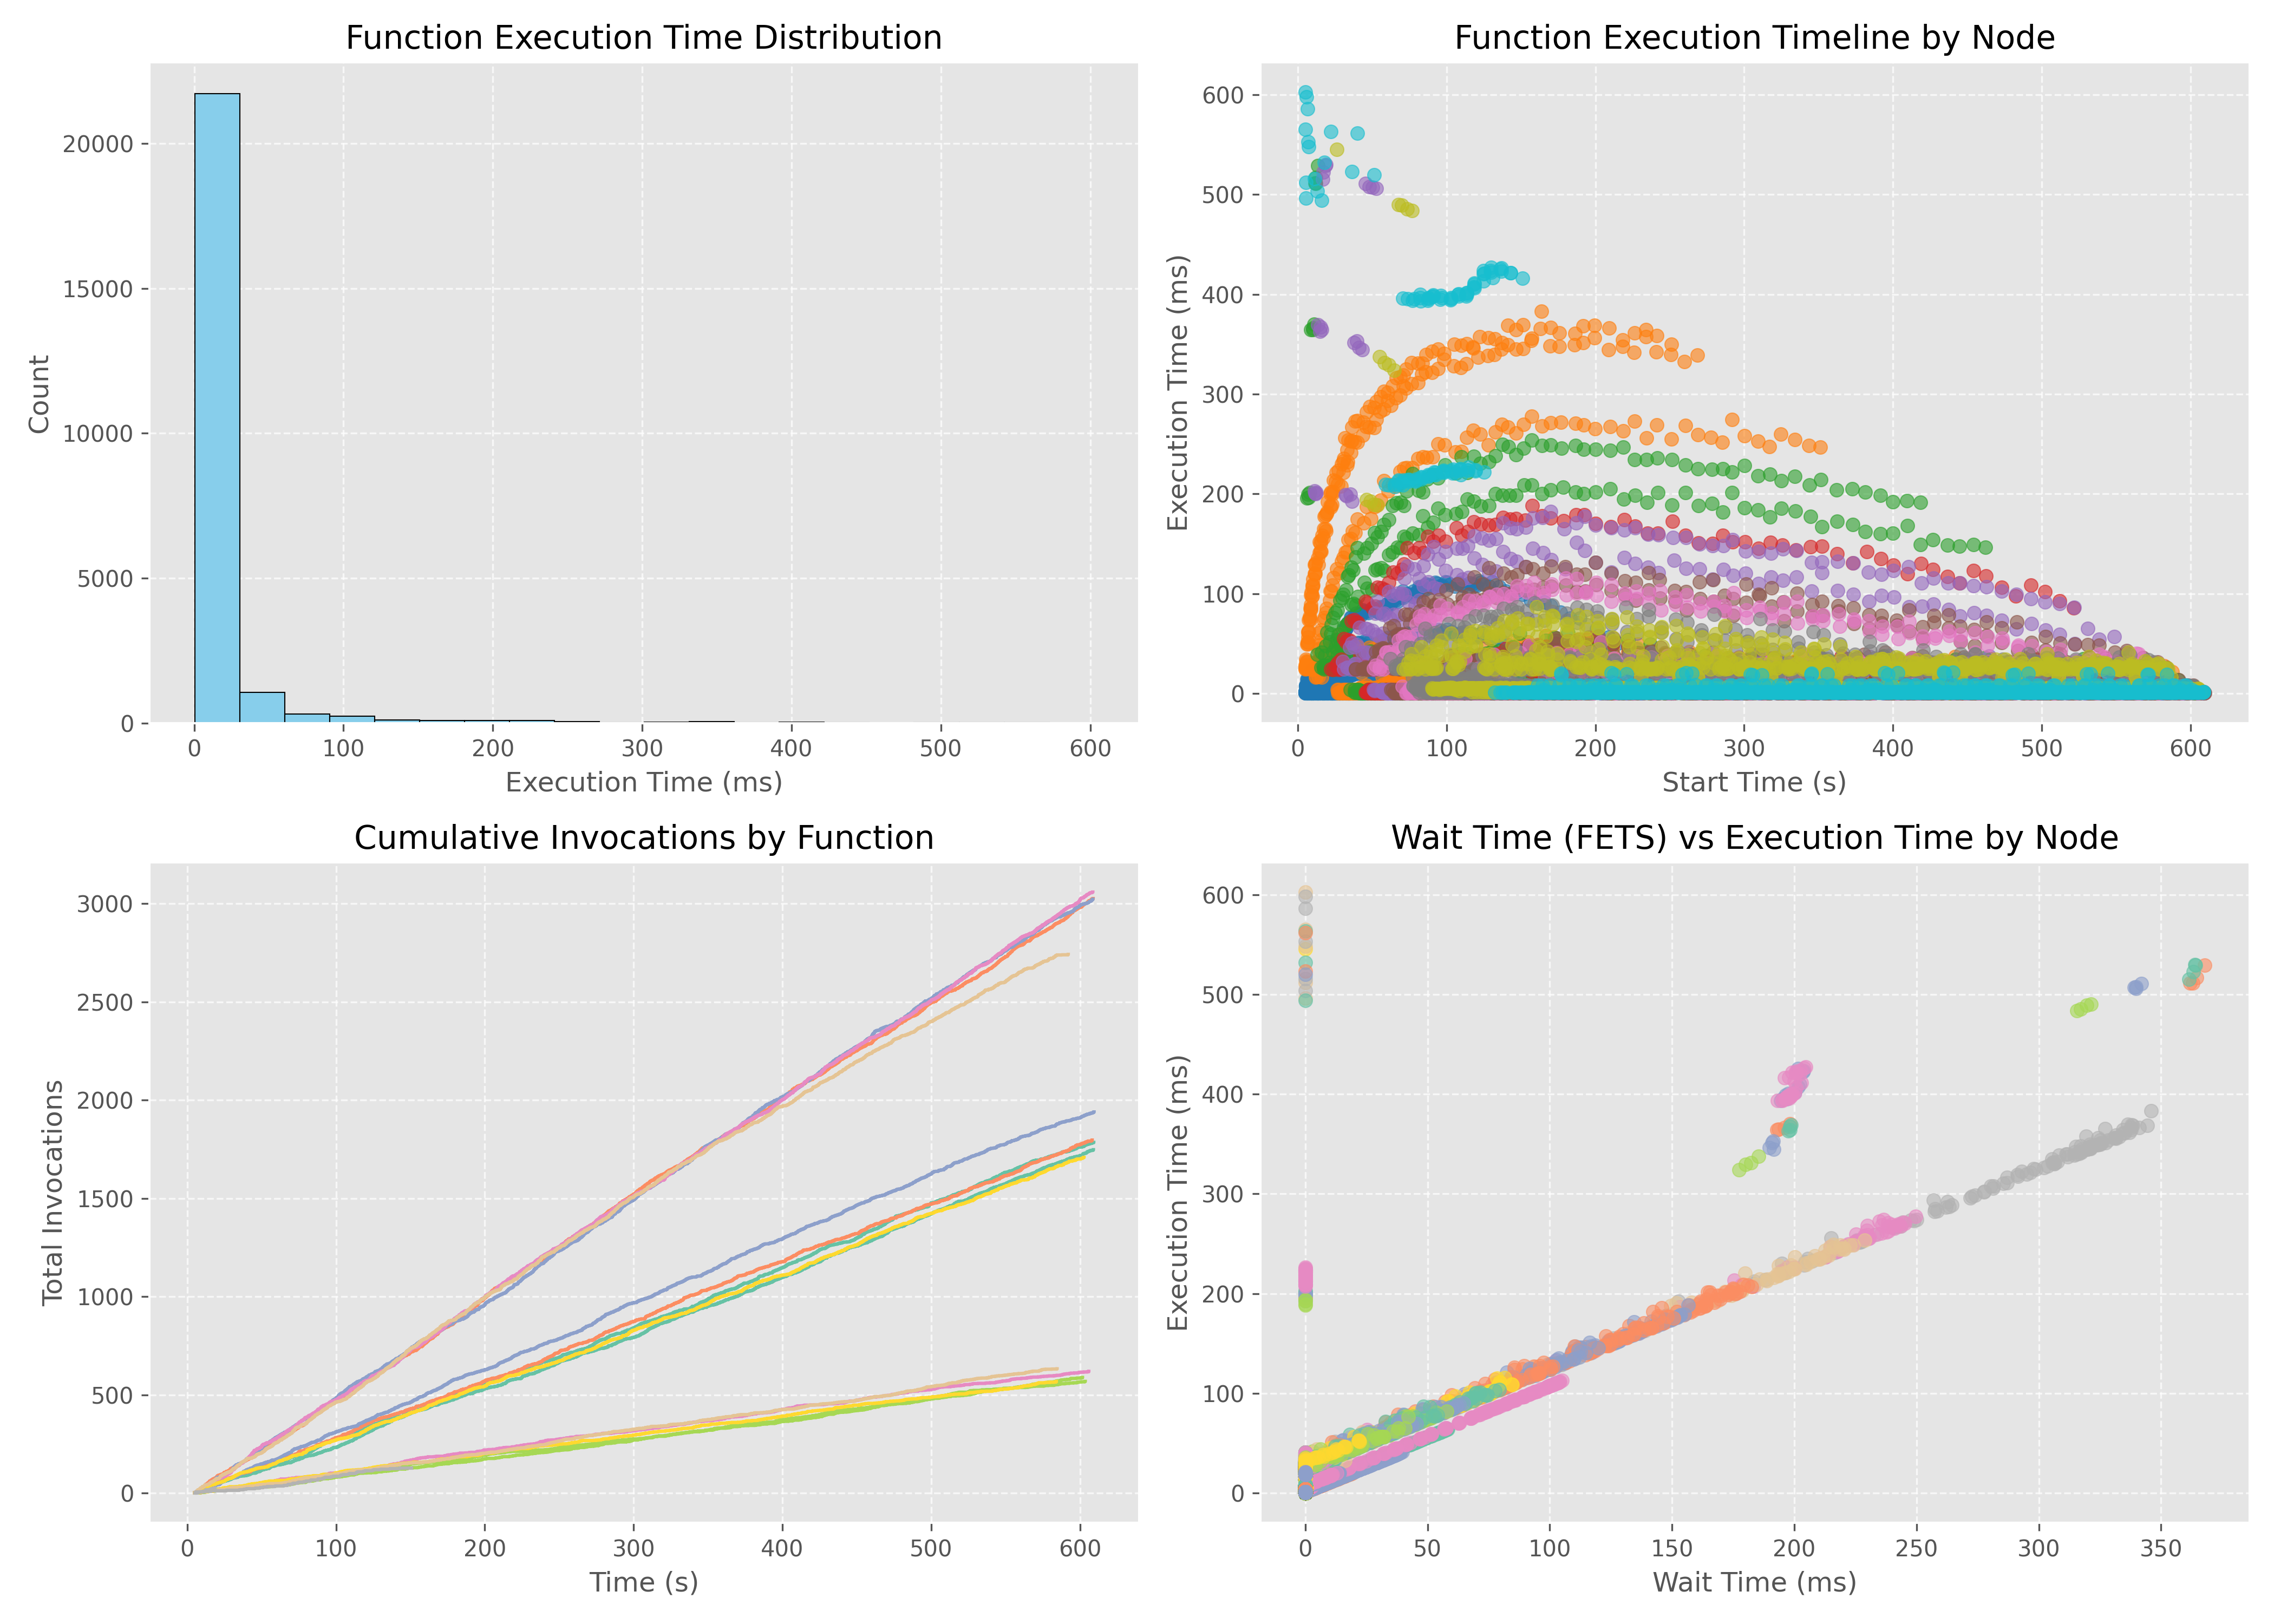 Function Execution Time Distribution
20000
15000
10000
5000
0
Count
0 100 200 300 400 500 600
Execution Time (ms)
Function Execution Timeline by Node
600
500
400
300
200
100
0
Execution Time (ms)
0 100 200 300 400 500 600
Start Time (s)
Cumulative Invocations by Function
3000
2500
2000
1500
1000
500
0
Total Invocations
0 100 200 300 400 500 600
Time (s)
Wait Time (FETS) vs Execution Time by Node
600
500
400
300
200
100
0
Execution Time (ms)
0 50 100 150 200 250 300 350
Wait Time (ms)